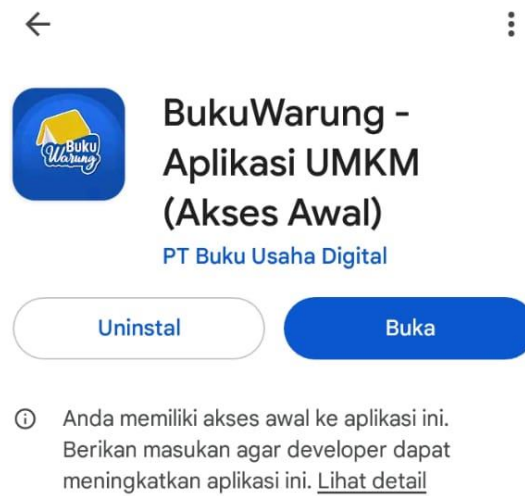 Buku
Warung
BukuWarung -
Aplikasi UMKM
(Akses Awal)
PT Buku Usaha Digital
Uninstal
Buka
Anda memiliki akses awal ke aplikasi ini.
Berikan masukan agar developer dapat
meningkatkan aplikasi ini. Lihat detail